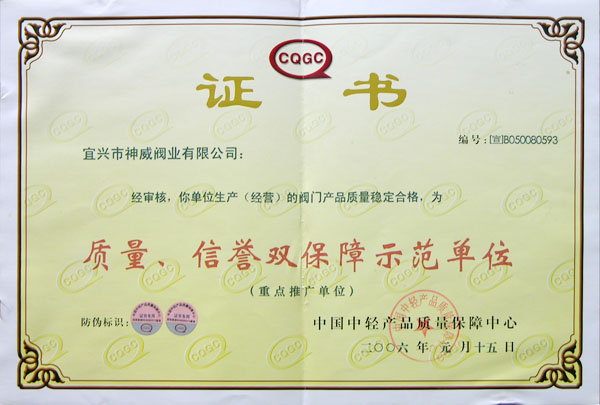 CQGC
证书
编号:[宣]B050080593
宜兴市神威阀业有限公司:
经审核,你单位生产(经营)的阀门产品质量稳定合格,为
质量、信誉双保障示范单位
(重点推广单位)
防伪标识:
中国中轻产品质量保障中心
二〇〇六年 元月十五日